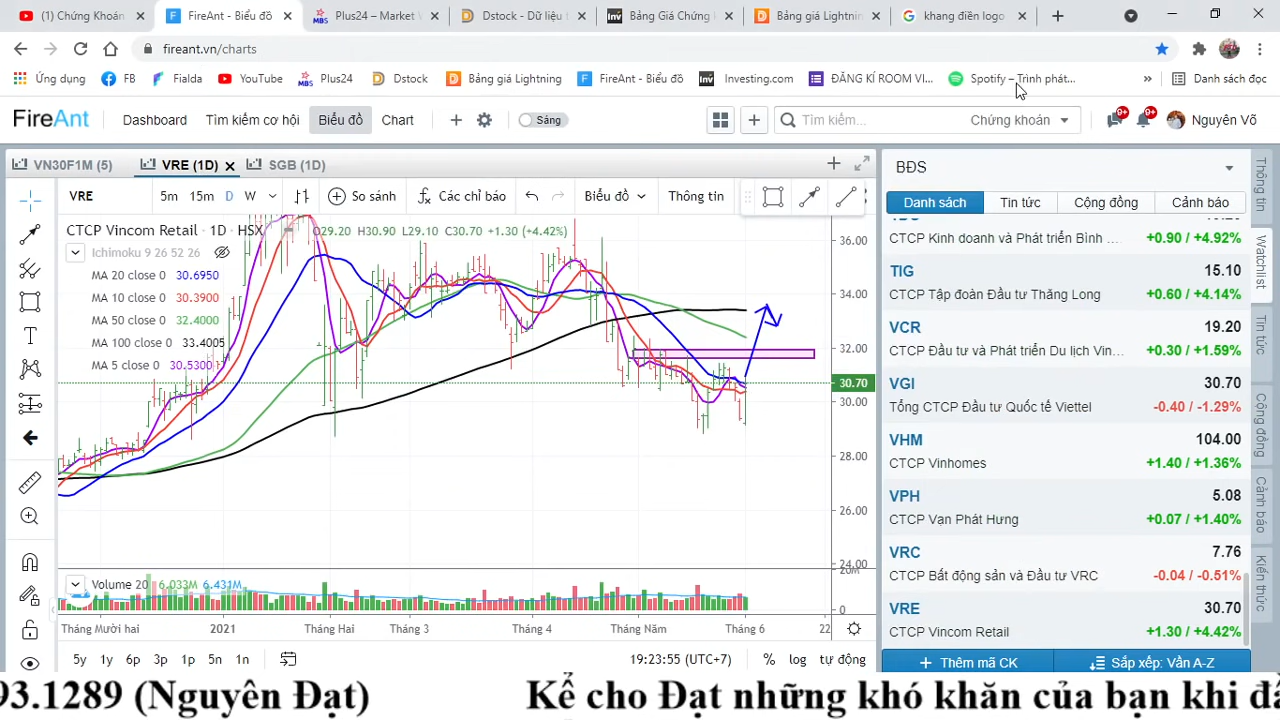 (1) Chứng Khoán
FireAnt - Biểu đồ
MBS Plus24 – Market W
Dstock - Dữ liệu t
Inv Bảng Giá Chứng k
Bảng giá Lightnin
khang điền logo
fireant.vn/charts
Ứng dụng
FB
Fialda
YouTube
MBS Plus24
Dstock
Bảng giá Lightning
FireAnt - Biểu đồ
Inv Investing.com
ĐĂNG KÍ ROOM VI...
Spotify – Trình phát...
»
Danh sách đọc
FireAnt
Dashboard
Tìm kiếm cơ hội
Biểu đồ
Chart
Sáng
Tìm kiếm...
Chứng khoán
9+
9+
Nguyên Võ
VN30F1M (5)
VRE (1D)
SGB (1D)
VRE
5m
15m
D
W
So sánh
Các chỉ báo
Biểu đồ
Thông tin
CTCP Vincom Retail · 1D · HSX
O29.20 H30.90 L29.10 C30.70 +1.30 (+4.42%)
Ichimoku 9 26 52 26
MA 20 close 0 30.6950
MA 10 close 0 30.3900
MA 50 close 0 32.4000
MA 100 close 0 33.4005
MA 5 close 0 30.5300
36.00
34.00
32.00
30.70
30.00
28.00
26.00
24.00
Volume 20 6.033M 6.431M
20M
0
Tháng Mười hai
2021
Tháng Hai
Tháng 3
Tháng 4
Tháng Năm
Tháng 6
22
5y
1y
6p
3p
1p
5n
1n
19:23:55 (UTC+7)
%
log
tự động
BĐS
Danh sách
Tin tức
Cộng đồng
Cảnh báo
CTCP Kinh doanh và Phát triển Bình ...
+0.90 / +4.92%
TIG
15.10
CTCP Tập đoàn Đầu tư Thăng Long
+0.60 / +4.14%
VCR
19.20
CTCP Đầu tư và Phát triển Du lịch Vin...
+0.30 / +1.59%
VGI
30.70
Tổng CTCP Đầu tư Quốc tế Viettel
-0.40 / -1.29%
VHM
104.00
CTCP Vinhomes
+1.40 / +1.36%
VPH
5.08
CTCP Vạn Phát Hưng
+0.07 / +1.40%
VRC
7.76
CTCP Bất động sản và Đầu tư VRC
-0.04 / -0.51%
VRE
30.70
CTCP Vincom Retail
+1.30 / +4.42%
Thêm mã CK
Sắp xếp: Vần A-Z
Thông tin
Watchlist
Tin tức
Cộng đồng
Cảnh báo
Kiến thức
93.1289 (Nguyên Đạt)
Kể cho Đạt những khó khăn của bạn khi đầ